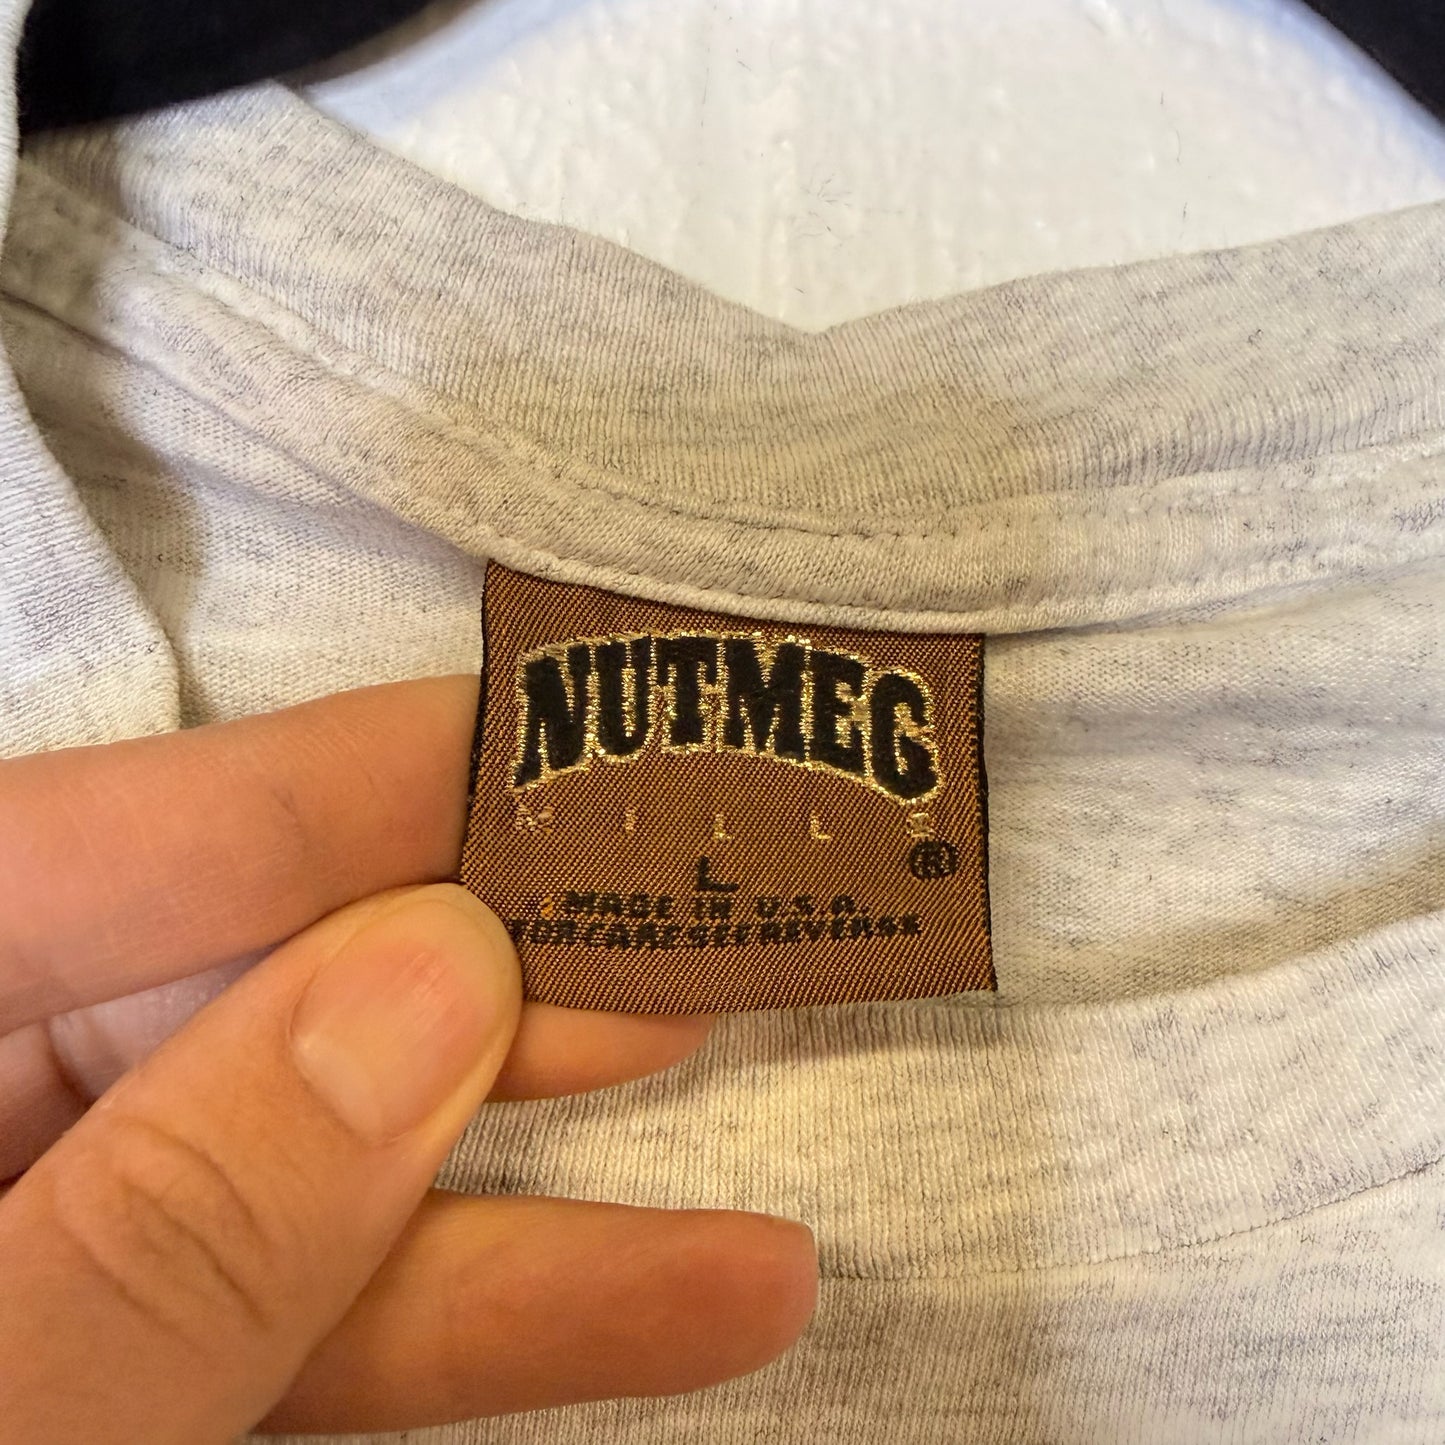 NUTMEG
MILLS
®
L
MADE IN U.S.A.
FOR CARE SEE REVERSE